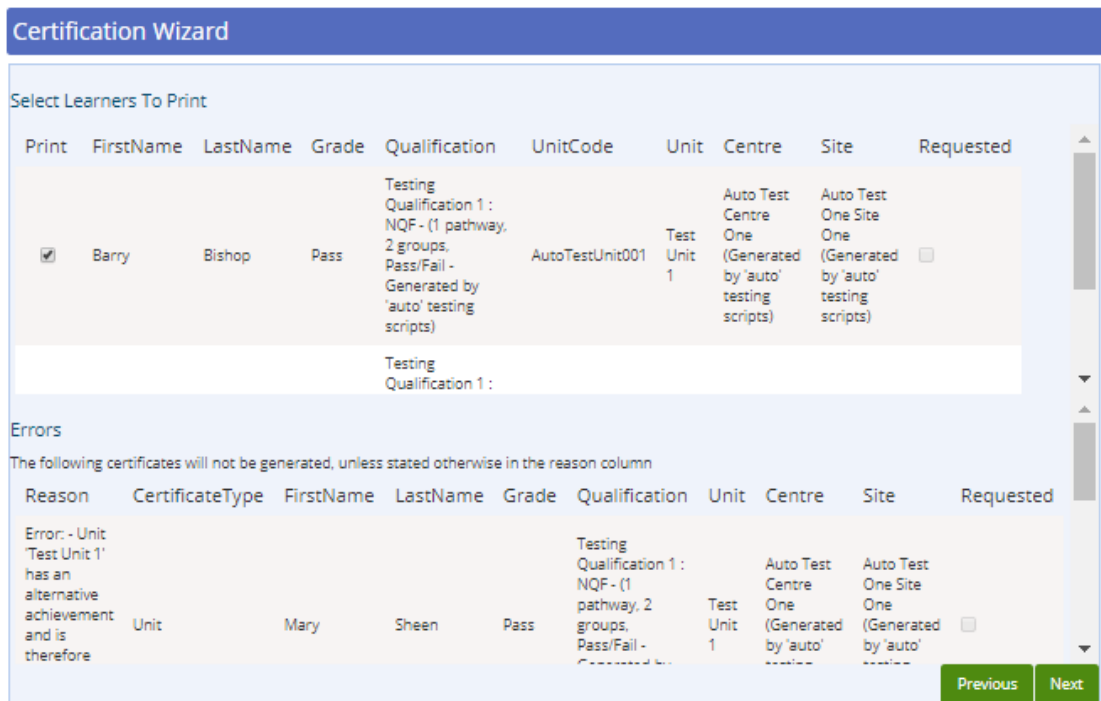 Certification Wizard
Select Learners To Print
Print FirstName LastName Grade Qualification UnitCode Unit Centre Site Requested
Barry Bishop Pass Testing Qualification 1 : NQF - (1 pathway, 2 groups, Pass/Fail - Generated by 'auto' testing scripts) AutoTestUnit001 Test Unit 1 Auto Test Centre One (Generated by 'auto' testing scripts) Auto Test One Site One (Generated by 'auto' testing scripts)
Testing Qualification 1 :
Errors
The following certificates will not be generated, unless stated otherwise in the reason column
Reason CertificateType FirstName LastName Grade Qualification Unit Centre Site Requested
Error: - Unit 'Test Unit 1' has an alternative achievement and is therefore Unit Mary Sheen Pass Testing Qualification 1 : NQF - (1 pathway, 2 groups, Pass/Fail - Test Unit 1 Auto Test Centre One (Generated by 'auto' Auto Test One Site One (Generated by 'auto'
Previous Next